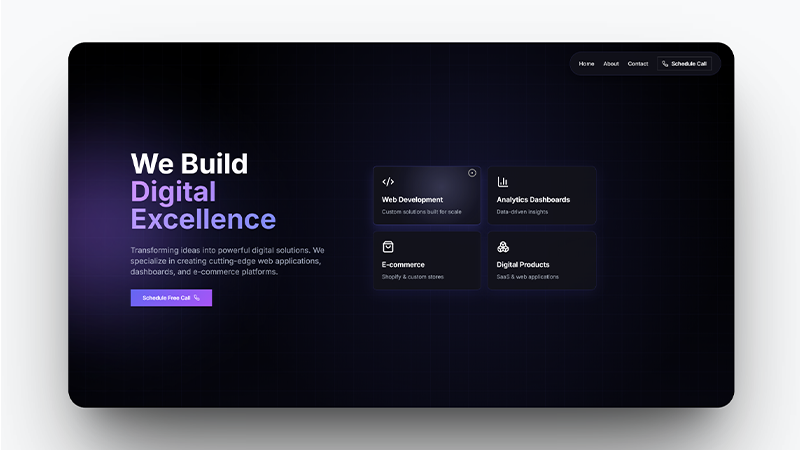 Home About Contact Schedule Call
We Build
Digital
Excellence
Transforming ideas into powerful digital solutions. We
specialize in creating cutting-edge web applications,
dashboards, and e-commerce platforms.
Schedule Free Call
Web Development
Custom solutions built for scale
Analytics Dashboards
Data-driven insights
E-commerce
Shopify & custom stores
Digital Products
SaaS & web applications